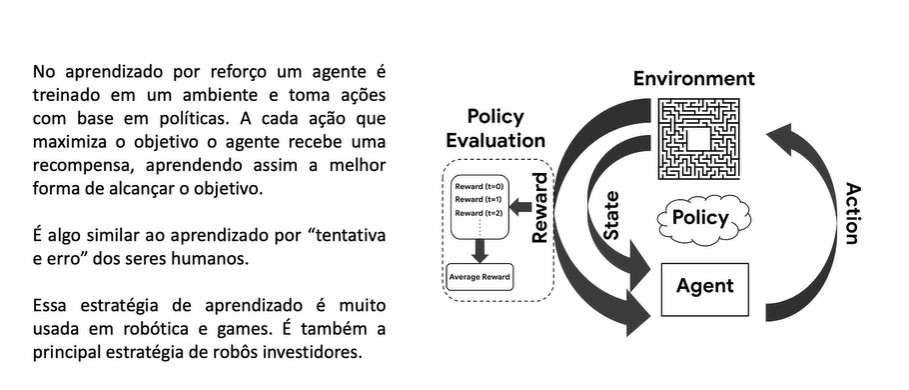 No aprendizado por reforço um agente é
treinado em um ambiente e toma ações
com base em políticas. A cada ação que
maximiza o objetivo o agente recebe uma
recompensa, aprendendo assim a melhor
forma de alcançar o objetivo.
É algo similar ao aprendizado por “tentativa
e erro” dos seres humanos.
Essa estratégia de aprendizado é muito
usada em robótica e games. É também a
principal estratégia de robôs investidores.
Environment
Policy
Evaluation
Reward (t=0)
Reward (t=1)
Reward (t=2)
Average Reward
Reward
State
Policy
Agent
Action